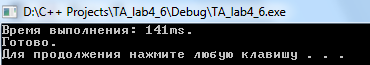 D:\C++ Projects\TA_lab4_6\Debug\TA_lab4_6.exe
Время выполнения: 141ms.
Готово.
Для продолжения нажмите любую клавишу . . .